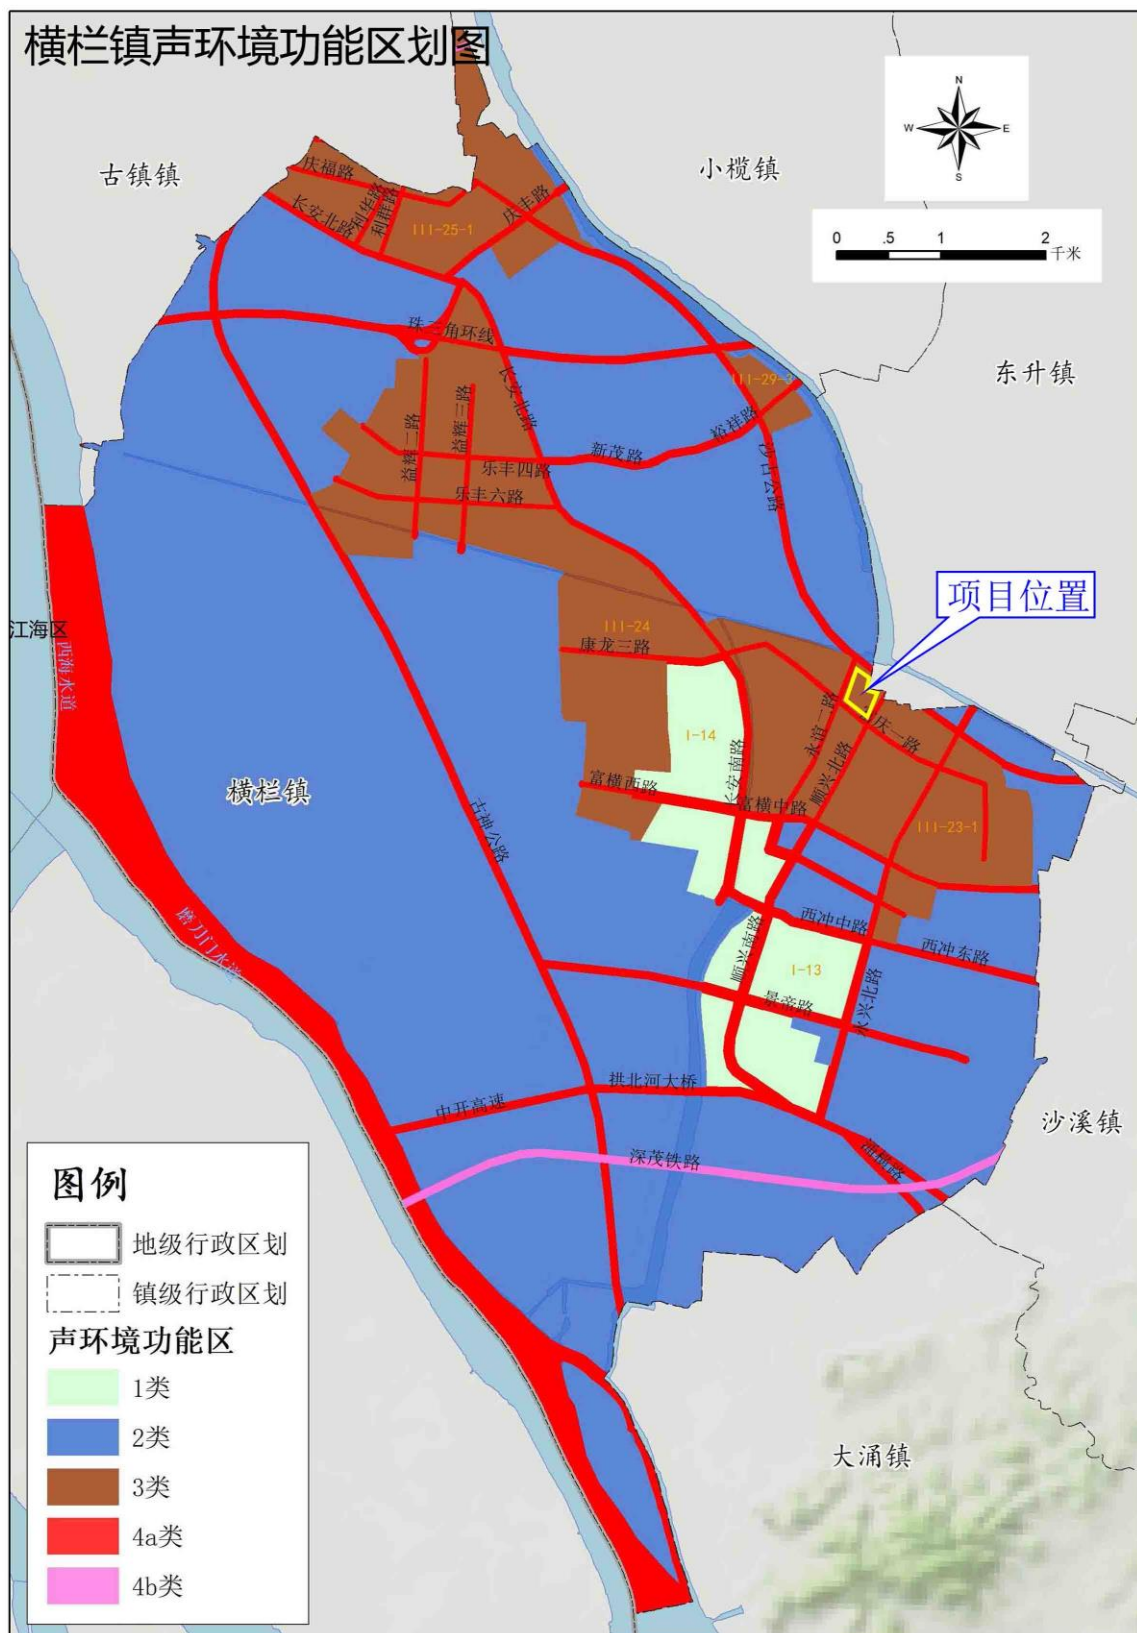 横栏镇声环境功能区划图
N
W
E
S
0
.5
1
2
千米
古镇镇
小榄镇
东升镇
江海区
横栏镇
沙溪镇
大涌镇
项目位置
庆福路
长安北路
利华路
利群路
III-25-1
庆丰路
珠三角环线
长安北路
III-29-3
裕祥路
新茂路
益辉二路
益辉三路
乐丰四路
乐丰六路
沙古公路
III-24
康龙三路
西海水道
I-14
长安南路
永谊二路
顺兴北路
庆一路
富横西路
富横中路
III-23-1
古神公路
磨刀门水道
西冲中路
西冲东路
顺兴南路
I-13
景帝路
永兴北路
拱北河大桥
中开高速
深茂铁路
图例
地级行政区划
镇级行政区划
声环境功能区
1类
2类
3类
4a类
4b类